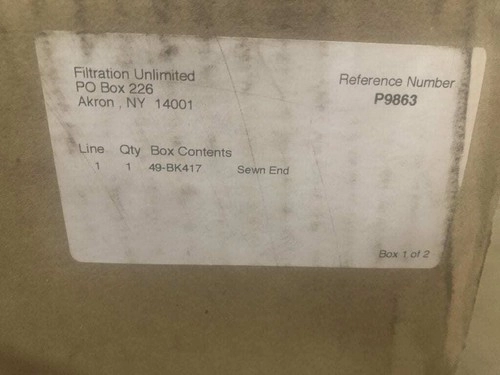 Filtration Unlimited
PO Box 226
Akron , NY 14001
Reference Number
P9863
Line Qty Box Contents
1 1 49-BK417 Sewn End
Box 1 of 2